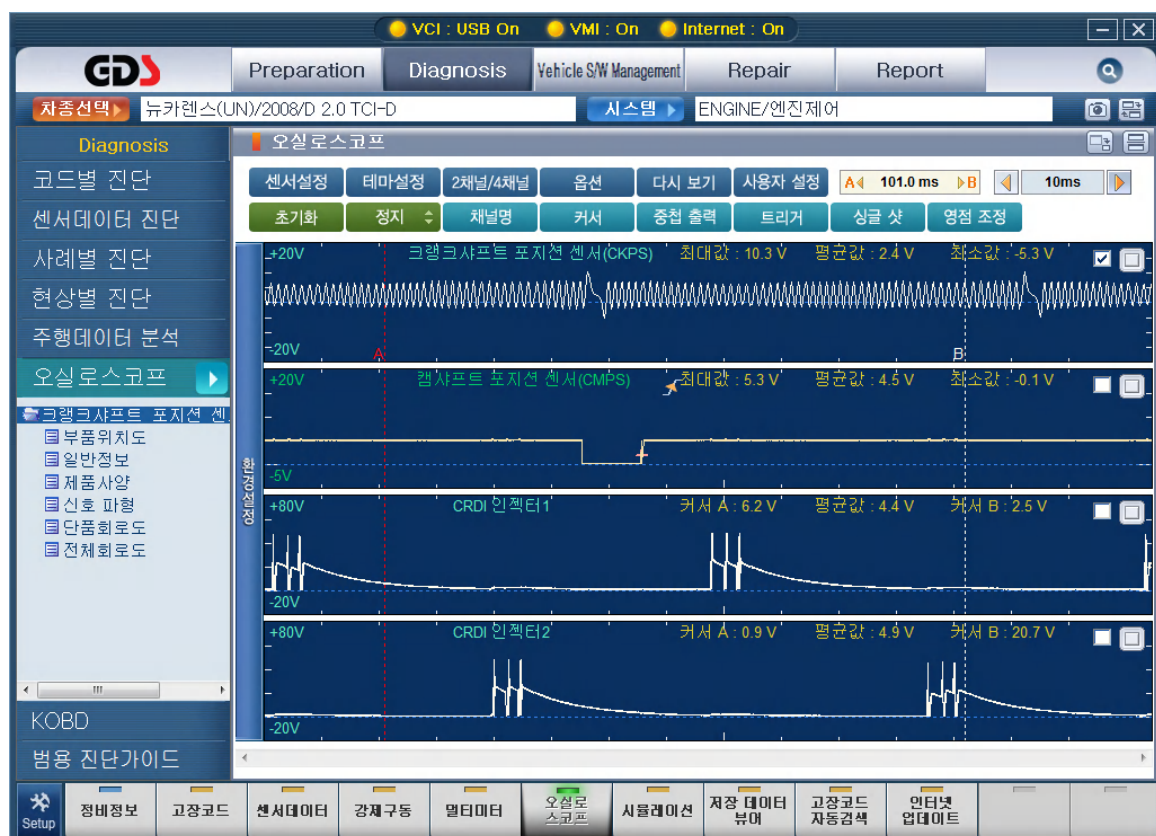 VCI : USB On VMI : On Internet : On
GDS Preparation Diagnosis Vehicle S/W Management Repair Report
차종선택 뉴카렌스(UN)/2008/D 2.0 TCI-D 시스템 ENGINE/엔진제어
Diagnosis
코드별 진단
센서데이터 진단
사례별 진단
현상별 진단
주행데이터 분석
오실로스코프
크랭크샤프트 포지션 센
부품위치도
일반정보
제품사양
신호 파형
단품회로도
전체회로도
KOBD
범용 진단가이드
오실로스코프
센서설정 테마설정 2채널/4채널 옵션 다시 보기 사용자 설정 A 101.0 ms B 10ms
초기화 정지 채널명 커서 중첩 출력 트리거 싱글 샷 영점 조정
환경설정
+20V 크랭크샤프트 포지션 센서(CKPS) 최대값 : 10.3 V 평균값 : 2.4 V 최소값 : -5.3 V
-20V A B
+20V 캠샤프트 포지션 센서(CMPS) 최대값 : 5.3 V 평균값 : 4.5 V 최소값 : -0.1 V
-5V
+80V CRDI 인젝터1 커서 A : 6.2 V 평균값 : 4.4 V 커서 B : 2.5 V
-20V
+80V CRDI 인젝터2 커서 A : 0.9 V 평균값 : 4.9 V 커서 B : 20.7 V
-20V
Setup 정비정보 고장코드 센서데이터 강제구동 멀티미터 오실로스코프 시뮬레이션 저장 데이터 뷰어 고장코드 자동검색 인터넷 업데이트